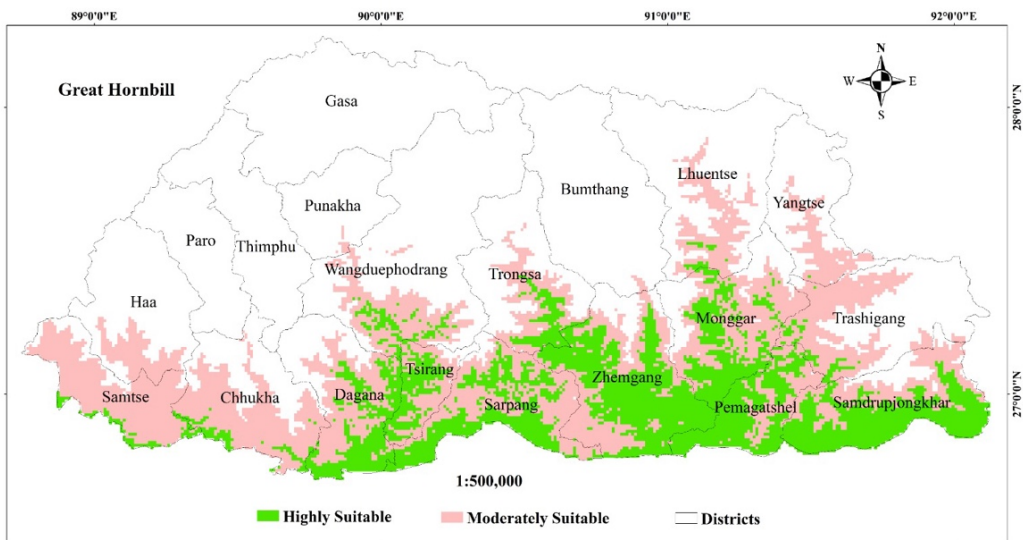 89°0'0"E 90°0'0"E 91°0'0"E 92°0'0"E
Great Hornbill
N
W E
S
28°0'0"N
27°0'0"N
Gasa
Punakha
Bumthang
Lhuentse
Yangtse
Paro
Thimphu
Wangduephodrang
Trongsa
Haa
Monggar
Trashigang
Samtse
Chhukha
Dagana
Tsirang
Sarpang
Zhemgang
Pemagatshel
Samdrupjongkhar
1:500,000
Highly Suitable Moderately Suitable Districts